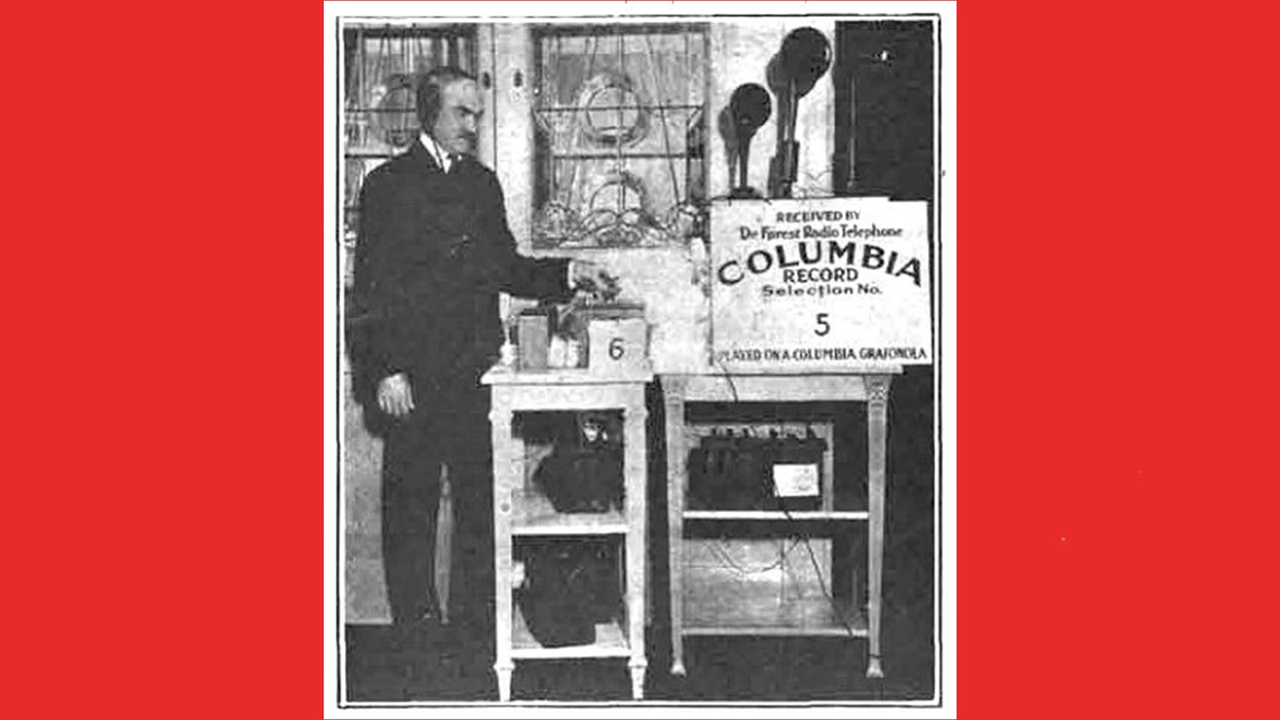 RECEIVED BY
De Forest Radio Telephone
COLUMBIA
RECORD
Selection No.
5
PLAYED ON A COLUMBIA GRAFONOLA
6